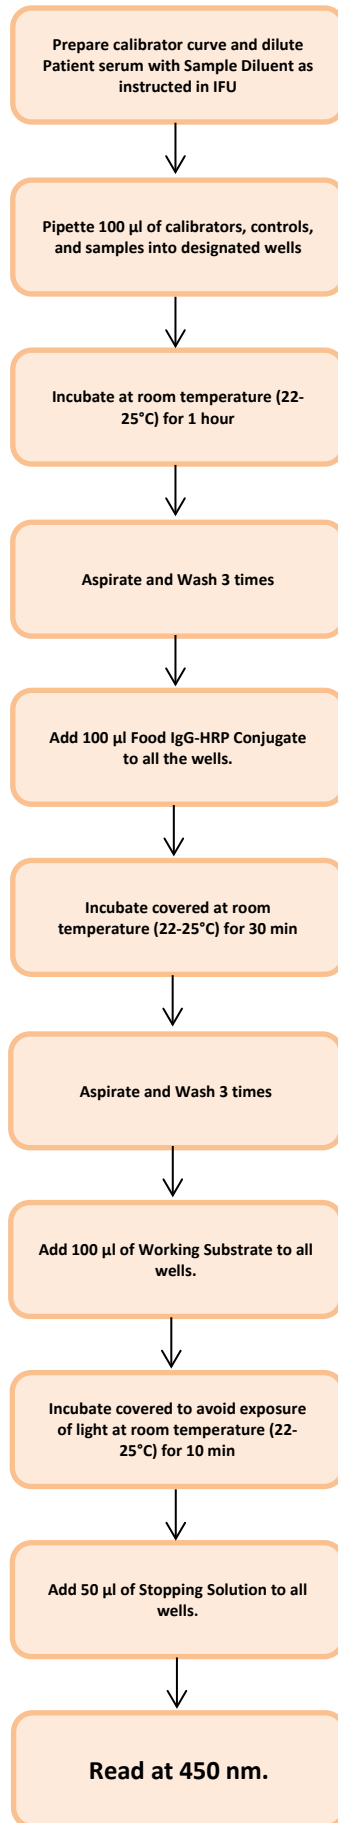 Prepare calibrator curve and dilute
Patient serum with Sample Diluent as
instructed in IFU
Pipette 100 µl of calibrators, controls,
and samples into designated wells
Incubate at room temperature (22-
25°C) for 1 hour
Aspirate and Wash 3 times
Add 100 µl Food IgG-HRP Conjugate
to all the wells.
Incubate covered at room
temperature (22-25°C) for 30 min
Aspirate and Wash 3 times
Add 100 µl of Working Substrate to all
wells.
Incubate covered to avoid exposure
of light at room temperature (22-
25°C) for 10 min
Add 50 µl of Stopping Solution to all
wells.
Read at 450 nm.